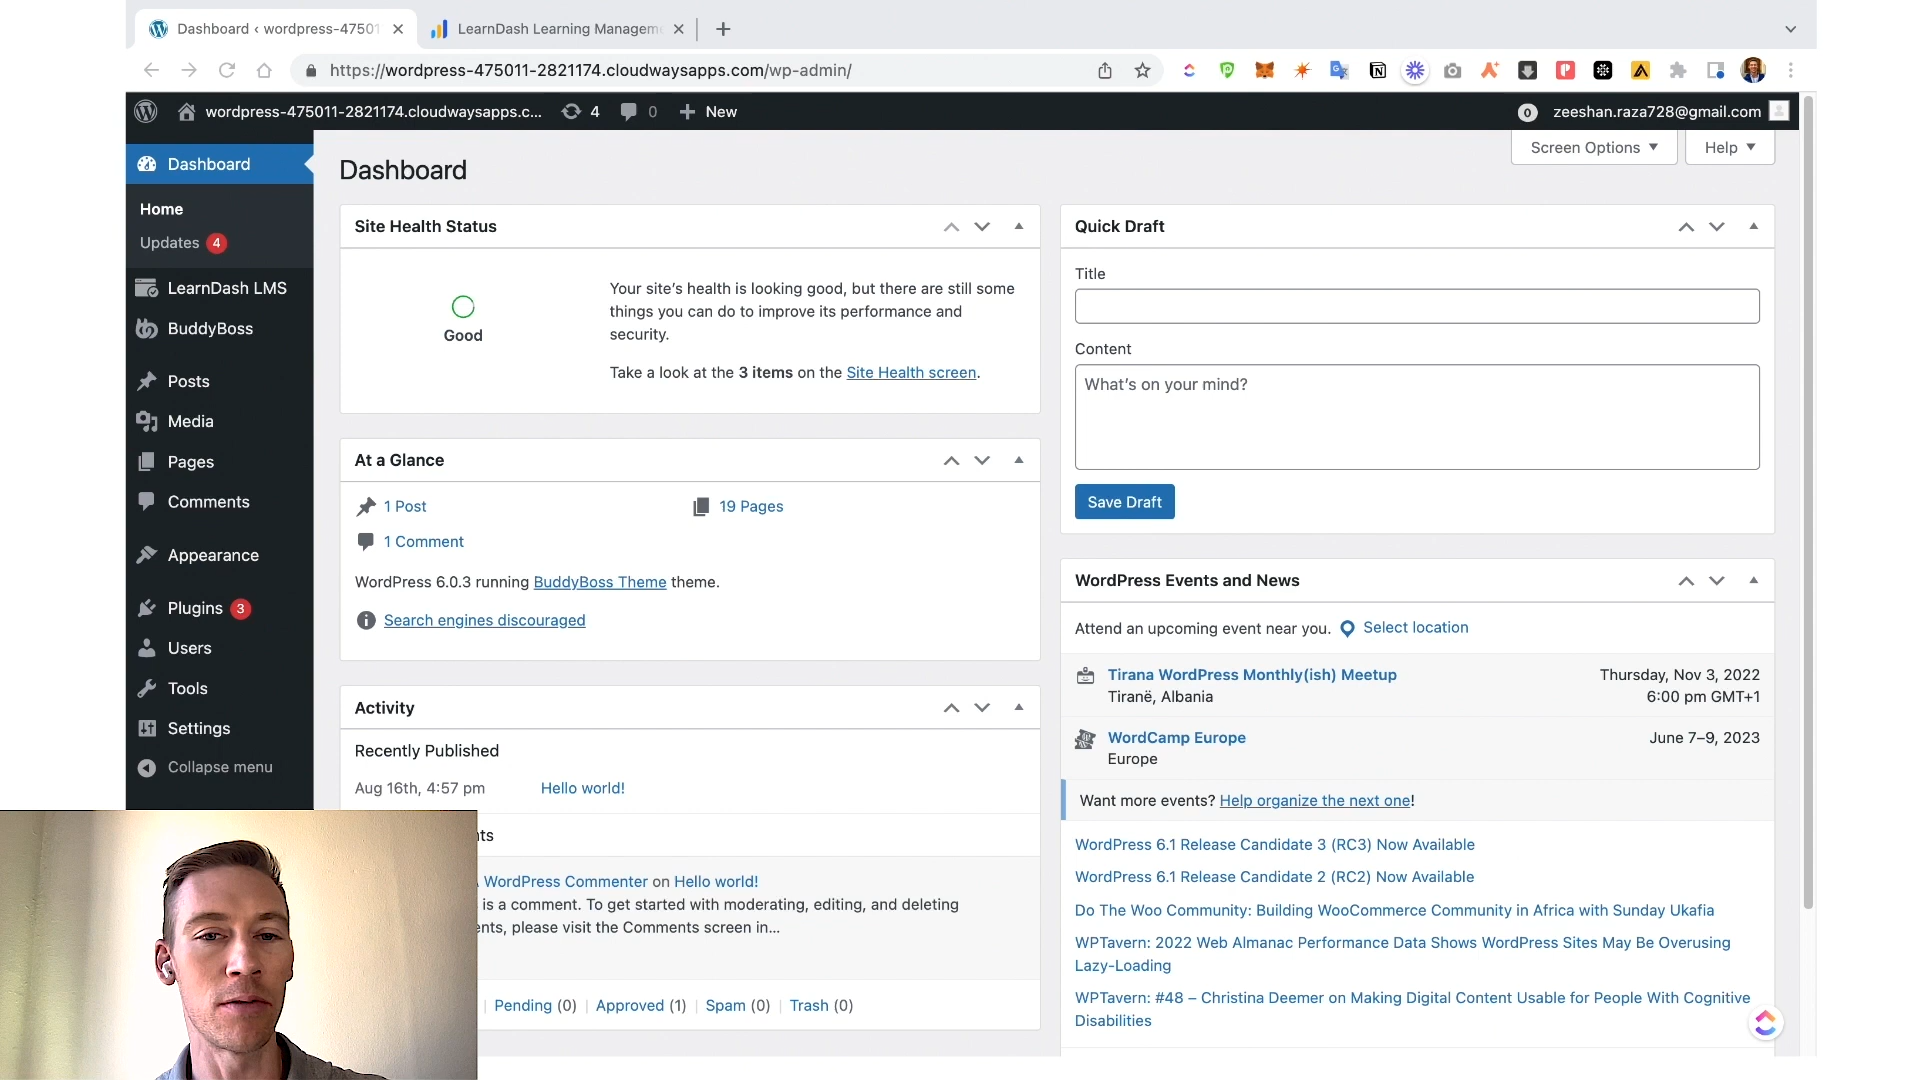 Dashboard ‹ wordpress-47501
LearnDash Learning Managem
https://wordpress-475011-2821174.cloudwaysapps.com/wp-admin/
wordpress-475011-2821174.cloudwaysapps.c... 4 0 New
0 zeeshan.raza728@gmail.com
Dashboard
Home
Updates 4
LearnDash LMS
BuddyBoss
Posts
Media
Pages
Comments
Appearance
Plugins 3
Users
Tools
Settings
Collapse menu
Screen Options ▼
Help ▼
Dashboard
Site Health Status
Good
Your site’s health is looking good, but there are still some
things you can do to improve its performance and
security.
Take a look at the 3 items on the Site Health screen.
At a Glance
1 Post
19 Pages
1 Comment
WordPress 6.0.3 running BuddyBoss Theme theme.
Search engines discouraged
Activity
Recently Published
Aug 16th, 4:57 pm Hello world!
nts
WordPress Commenter on Hello world!
is a comment. To get started with moderating, editing, and deleting
ents, please visit the Comments screen in…
| Pending (0) | Approved (1) | Spam (0) | Trash (0)
Quick Draft
Title
Content
What’s on your mind?
Save Draft
WordPress Events and News
Attend an upcoming event near you. Select location
Tirana WordPress Monthly(ish) Meetup
Tiranë, Albania
Thursday, Nov 3, 2022
6:00 pm GMT+1
WordCamp Europe
Europe
June 7–9, 2023
Want more events? Help organize the next one!
WordPress 6.1 Release Candidate 3 (RC3) Now Available
WordPress 6.1 Release Candidate 2 (RC2) Now Available
Do The Woo Community: Building WooCommerce Community in Africa with Sunday Ukafia
WPTavern: 2022 Web Almanac Performance Data Shows WordPress Sites May Be Overusing
Lazy-Loading
WPTavern: #48 – Christina Deemer on Making Digital Content Usable for People With Cognitive
Disabilities